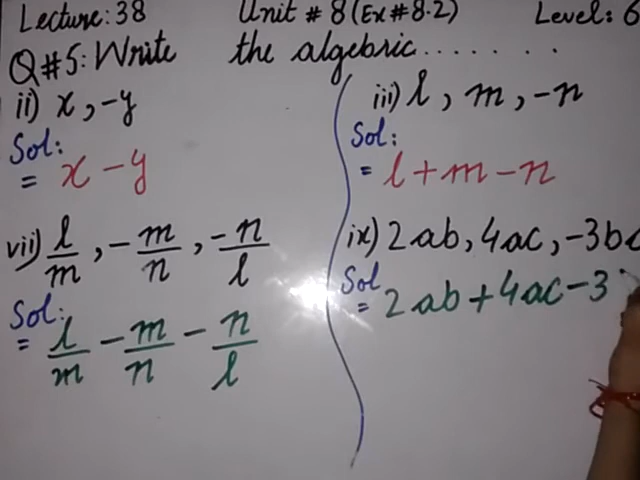 Lecture: 38 Unit # 8 (Ex # 8.2) Level: 6
Q # 5: Write the algebric ........
ii) x, -y
Sol:
= x - y
vii) l/m, -m/n, -n/l
Sol:
= l/m - m/n - n/l
iii) l, m, -n
Sol:
= l + m - n
ix) 2ab, 4ac, -3bc
Sol
= 2ab + 4ac - 3